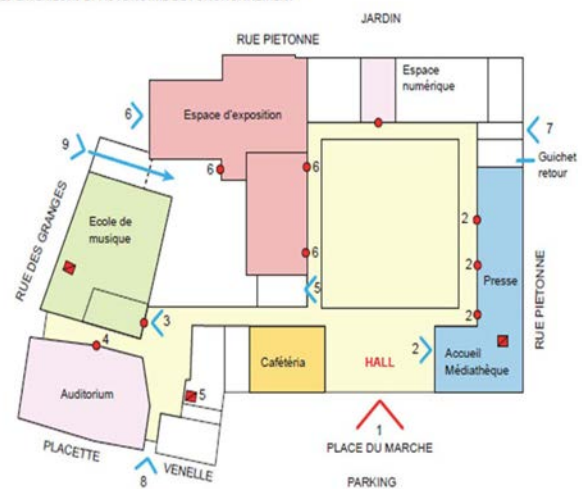 JARDIN
RUE PIETONNE
Espace
numérique
6
Espace d'exposition
7
9
Guichet
retour
6
6
RUE DES GRANGES
Ecole de
musique
2
2
6
Presse
5
2
RUE PIETONNE
3
4
2
HALL
Accueil
Médiathèque
Cafétéria
Auditorium
5
1
PLACE DU MARCHE
PLACETTE
VENELLE
8
PARKING